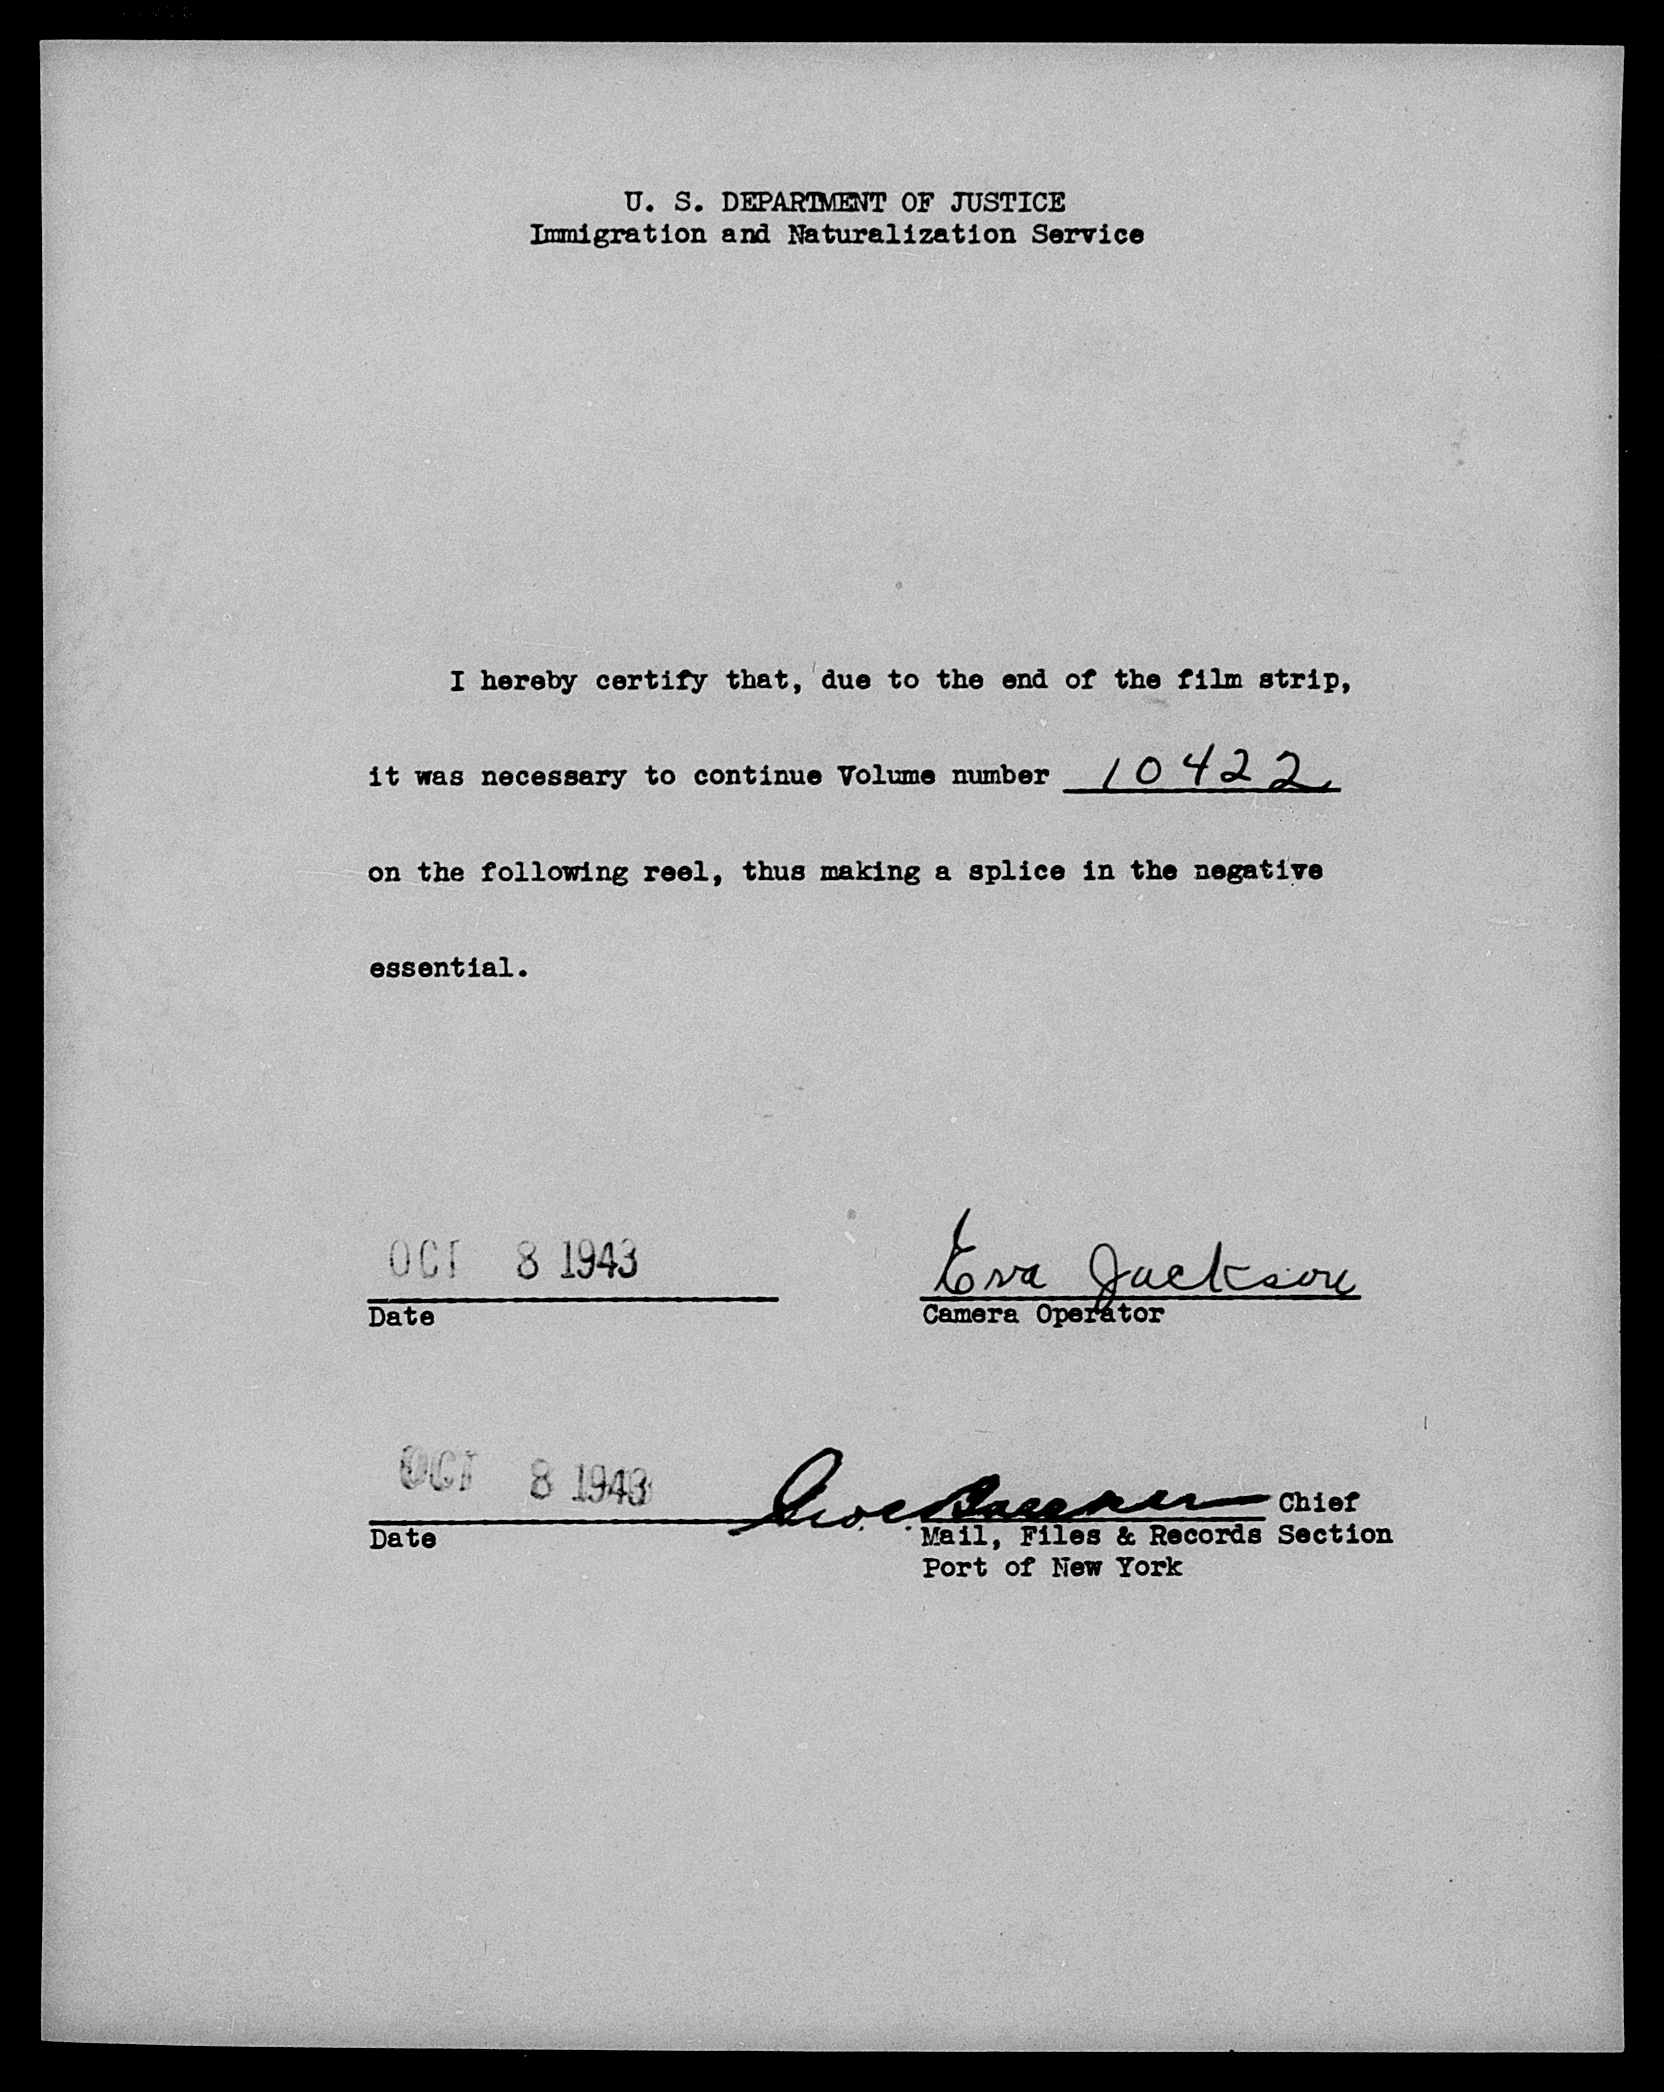 U. S. DEPARTMENT OF JUSTICE
Immigration and Naturalization Service
I hereby certify that, due to the end of the film strip,
it was necessary to continue Volume number 10422
on the following reel, thus making a splice in the negative
essential.
OCT 8 1943 Eva Jackson
Date Camera Operator
OCT 8 1943 Chief
Date Mail, Files & Records Section
Port of New York